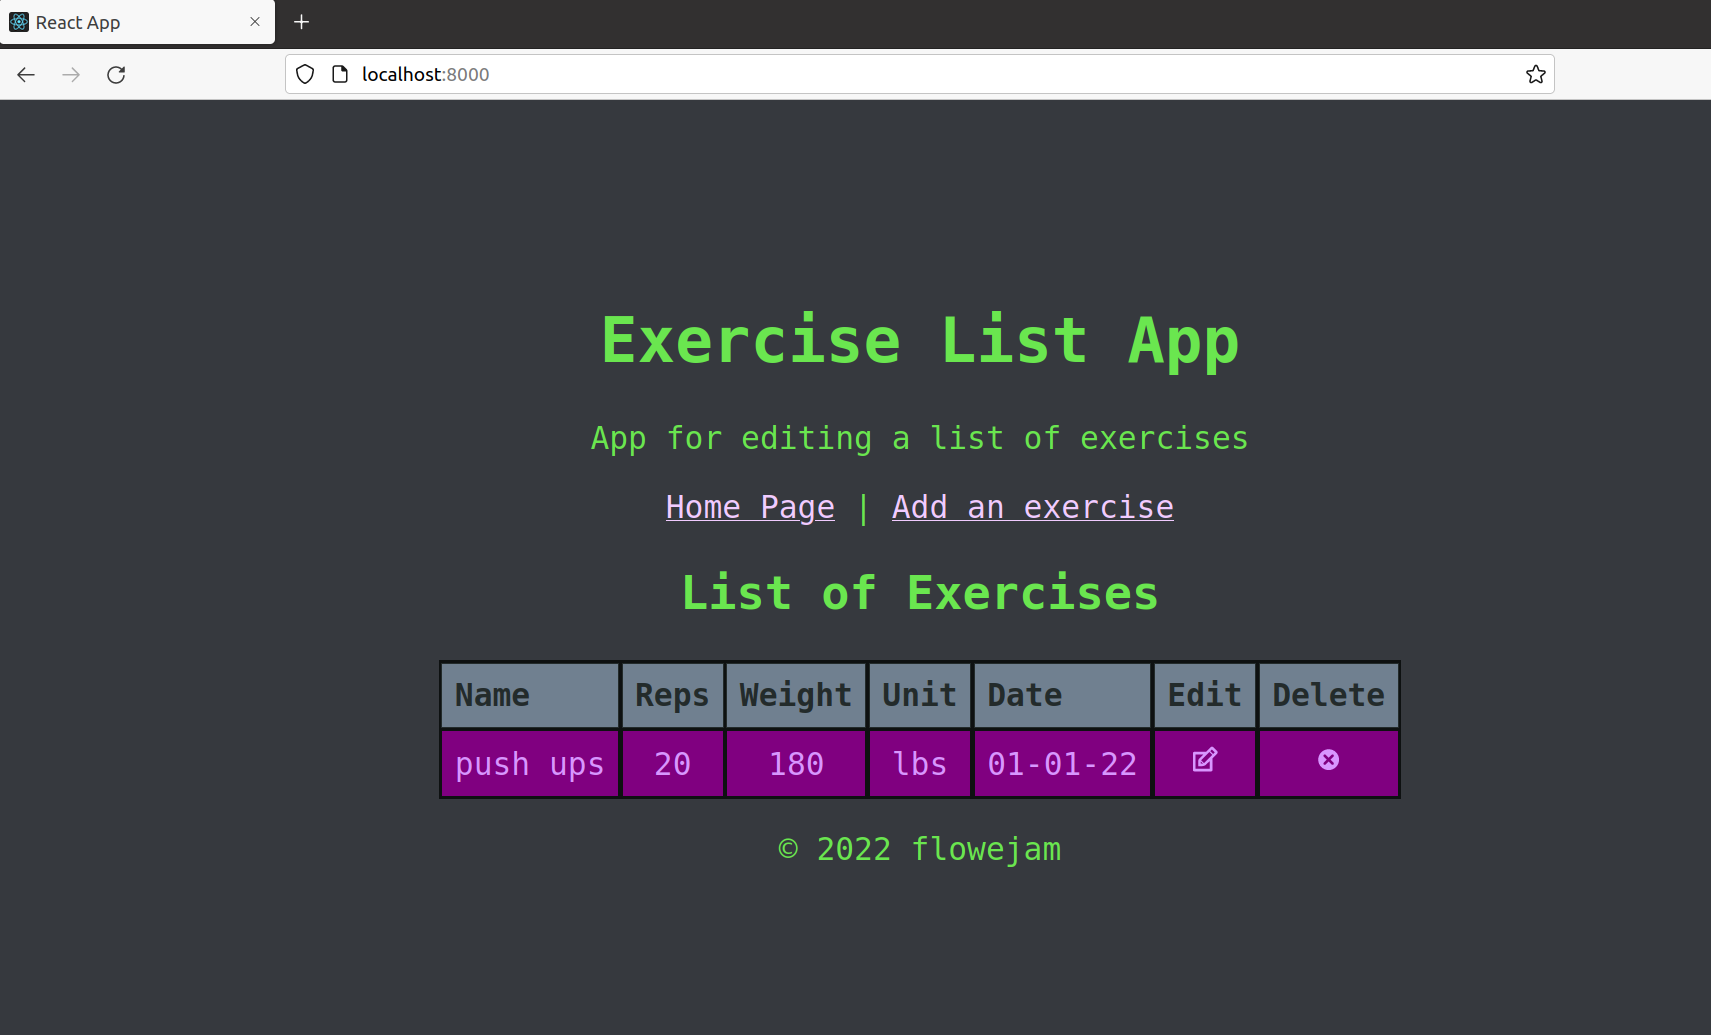 React App
localhost:8000
Exercise List App
App for editing a list of exercises
Home Page | Add an exercise
List of Exercises
Name Reps Weight Unit Date Edit Delete
push ups 20 180 lbs 01-01-22
© 2022 flowejam